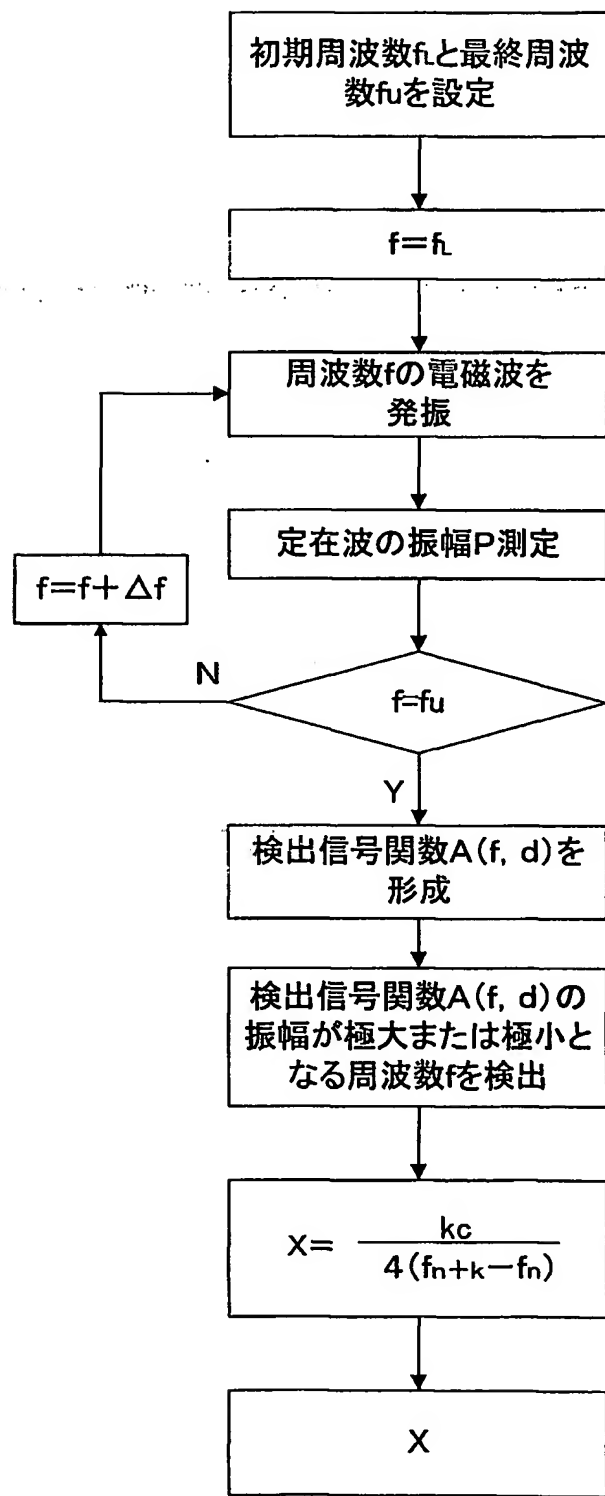 初期周波数fLと最終周波
数fuを設定
f=fL
周波数fの電磁波を
発振
定在波の振幅P測定
f=f+Δf
N
f=fu
Y
検出信号関数A(f, d)を
形成
検出信号関数A(f, d)の
振幅が極大または極小と
なる周波数fを検出
X= kc
4(fn+k−fn)
X